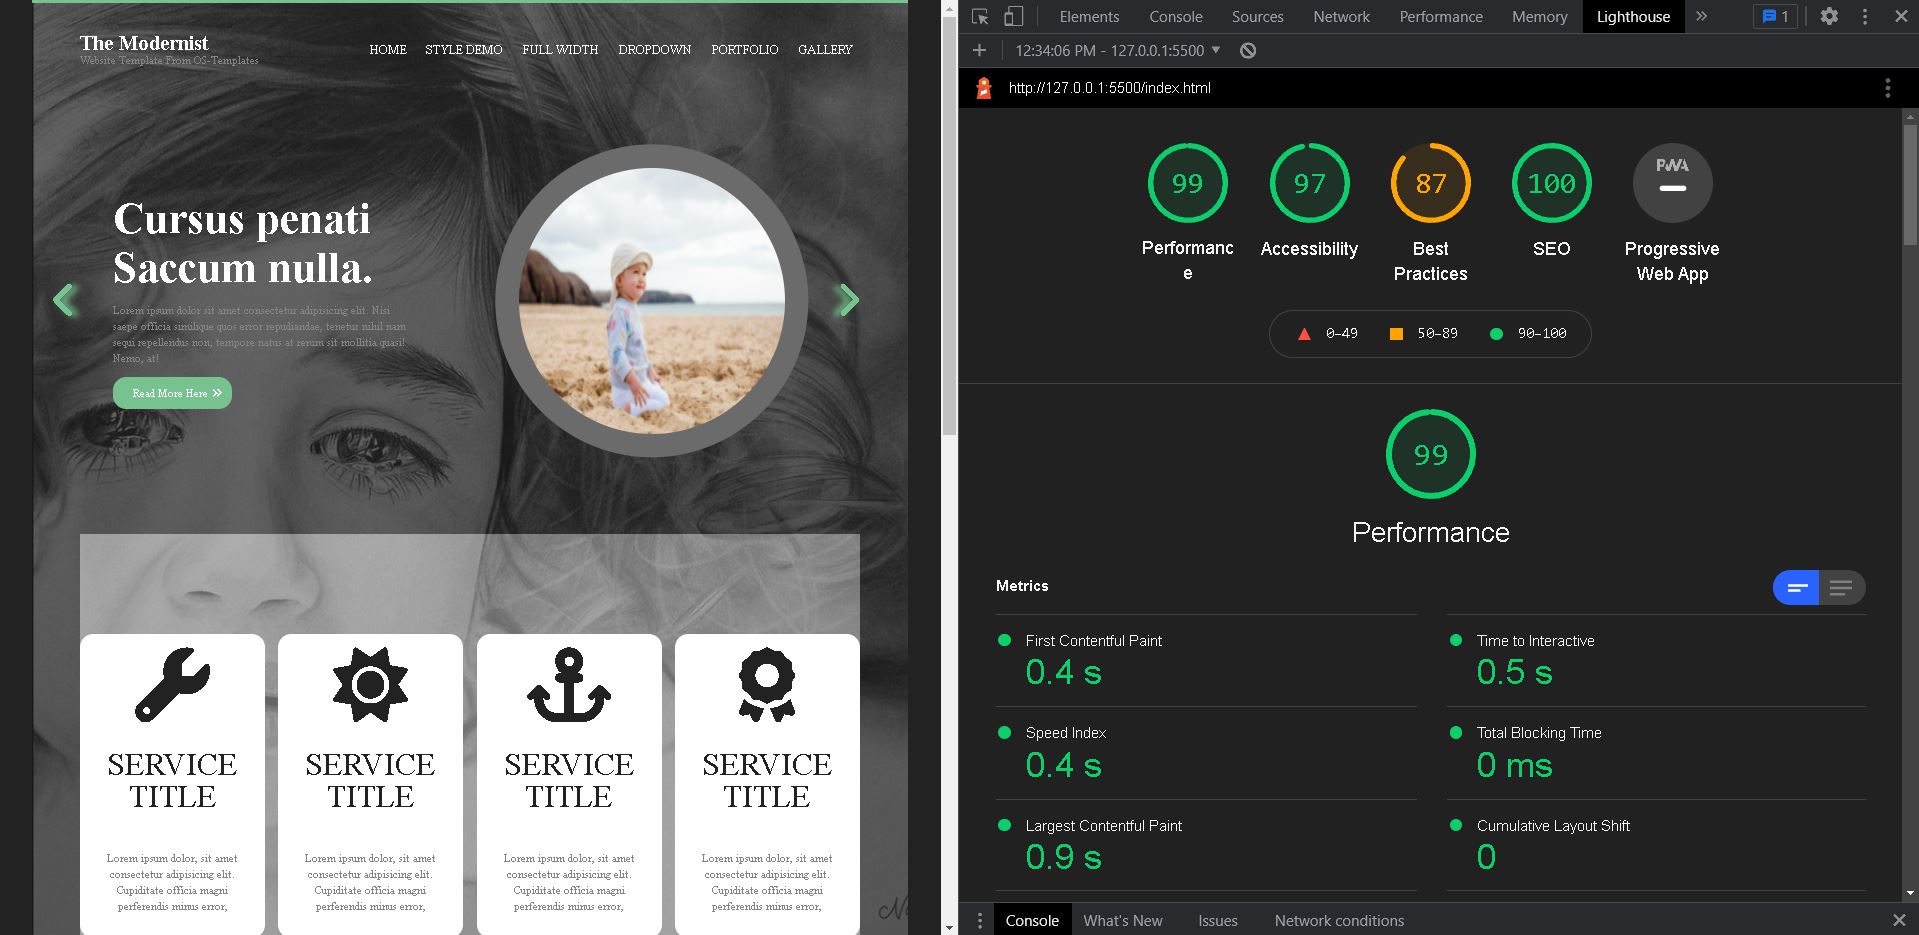 The Modernist
Website Template From OS-Templates
HOME STYLE DEMO FULL WIDTH DROPDOWN PORTFOLIO GALLERY
Cursus penati
Saccum nulla.
Lorem ipsum dolor sit amet consectetur adipisicing elit. Nisi
saepe officia similique quos error repudiandae, tenetur nihil nam
sequi repellendus non, tempore natus at rerum sit mollitia quasi!
Nemo, at!
Read More Here
SERVICE
TITLE
Lorem ipsum dolor, sit amet
consectetur adipisicing elit.
Cupiditate officia magni
perferendis minus error,
SERVICE
TITLE
Lorem ipsum dolor, sit amet
consectetur adipisicing elit.
Cupiditate officia magni
perferendis minus error,
SERVICE
TITLE
Lorem ipsum dolor, sit amet
consectetur adipisicing elit.
Cupiditate officia magni
perferendis minus error,
SERVICE
TITLE
Lorem ipsum dolor, sit amet
consectetur adipisicing elit.
Cupiditate officia magni
perferendis minus error,
Elements Console Sources Network Performance Memory Lighthouse 1
12:34:06 PM - 127.0.0.1:5500
http://127.0.0.1:5500/index.html
99 97 87 100 PWA
Performanc
e
Accessibility
Best
Practices
SEO
Progressive
Web App
0–49 50–89 90–100
99
Performance
Metrics
First Contentful Paint
0.4 s
Time to Interactive
0.5 s
Speed Index
0.4 s
Total Blocking Time
0 ms
Largest Contentful Paint
0.9 s
Cumulative Layout Shift
0
Console What's New Issues Network conditions